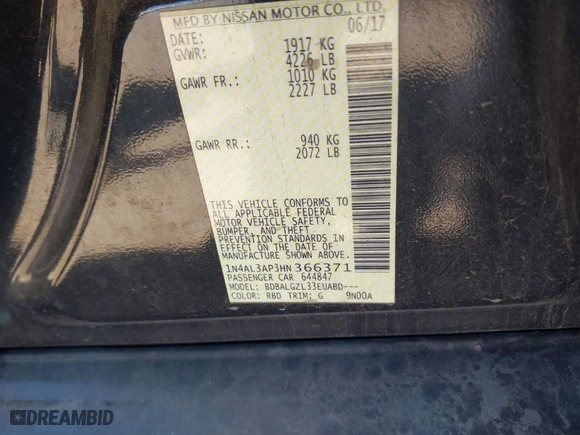 MFD BY NISSAN MOTOR CO., LTD.
DATE: 06/17
GVWR: 1917 KG
4226 LB
GAWR FR.: 1010 KG
2227 LB
GAWR RR.: 940 KG
2072 LB
THIS VEHICLE CONFORMS TO
ALL APPLICABLE FEDERAL
MOTOR VEHICLE SAFETY,
BUMPER, AND THEFT
PREVENTION STANDARDS IN
EFFECT ON THE DATE OF
MANUFACTURE SHOWN ABOVE.
1N4AL3AP3HN366371
PASSENGER CAR 644847
MODEL: BDBALGZL33EUABD---
COLOR: RBD TRIM: G 9N00A
DREAMBID